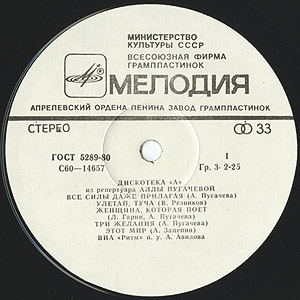 МИНИСТЕРСТВО
КУЛЬТУРЫ СССР
ВСЕСОЮЗНАЯ ФИРМА
ГРАМПЛАСТИНОК
МЕЛОДИЯ
АПРЕЛЕВСКИЙ ОРДЕНА ЛЕНИНА ЗАВОД ГРАМПЛАСТИНОК
СТЕРЕО 33
ГОСТ 5289-80 1
С60—14657 Гр. 3- 2-25
ДИСКОТЕКА «А»
из репертуара АЛЛЫ ПУГАЧЕВОЙ
ВСЕ СИЛЫ ДАЖЕ ПРИЛАГАЯ (А. Пугачева)
УЛЕТАЙ, ТУЧА (В. Резников)
ЖЕНЩИНА, КОТОРАЯ ПОЕТ
(Л. Гарин, А. Пугачева)
ТРИ ЖЕЛАНИЯ (А. Пугачева)
ЭТОТ МИР (А. Зацепин)
ВИА «Ритм» п. у. А. Авилова